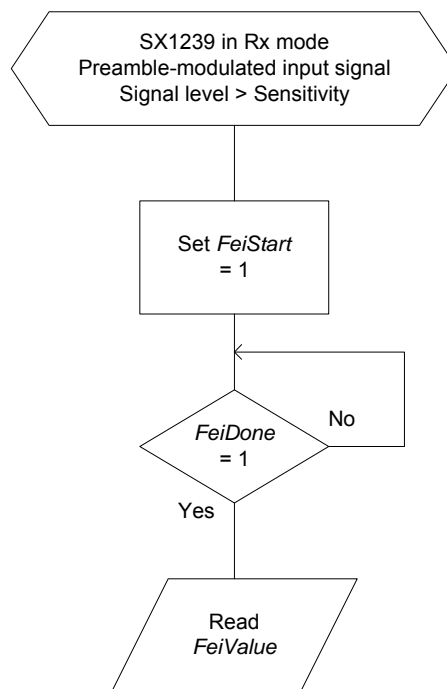 SX1239 in Rx mode
Preamble-modulated input signal
Signal level > Sensitivity
Set FeiStart
= 1
FeiDone
= 1
No
Yes
Read
FeiValue